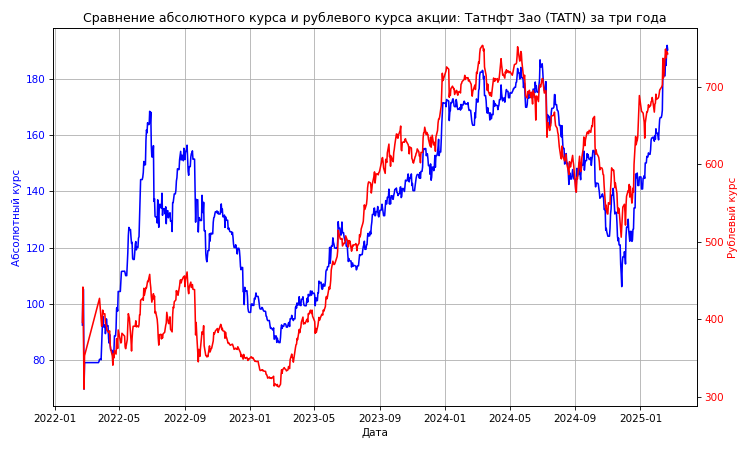 Сравнение абсолютного курса и рублевого курса акции: Татнфт 3ао (TATN) за три года
180
160
140
120
100
80
Абсолютный курс
700
600
500
400
300
Рублевый курс
2022-01 2022-05 2022-09 2023-01 2023-05 2023-09 2024-01 2024-05 2024-09 2025-01
Дата